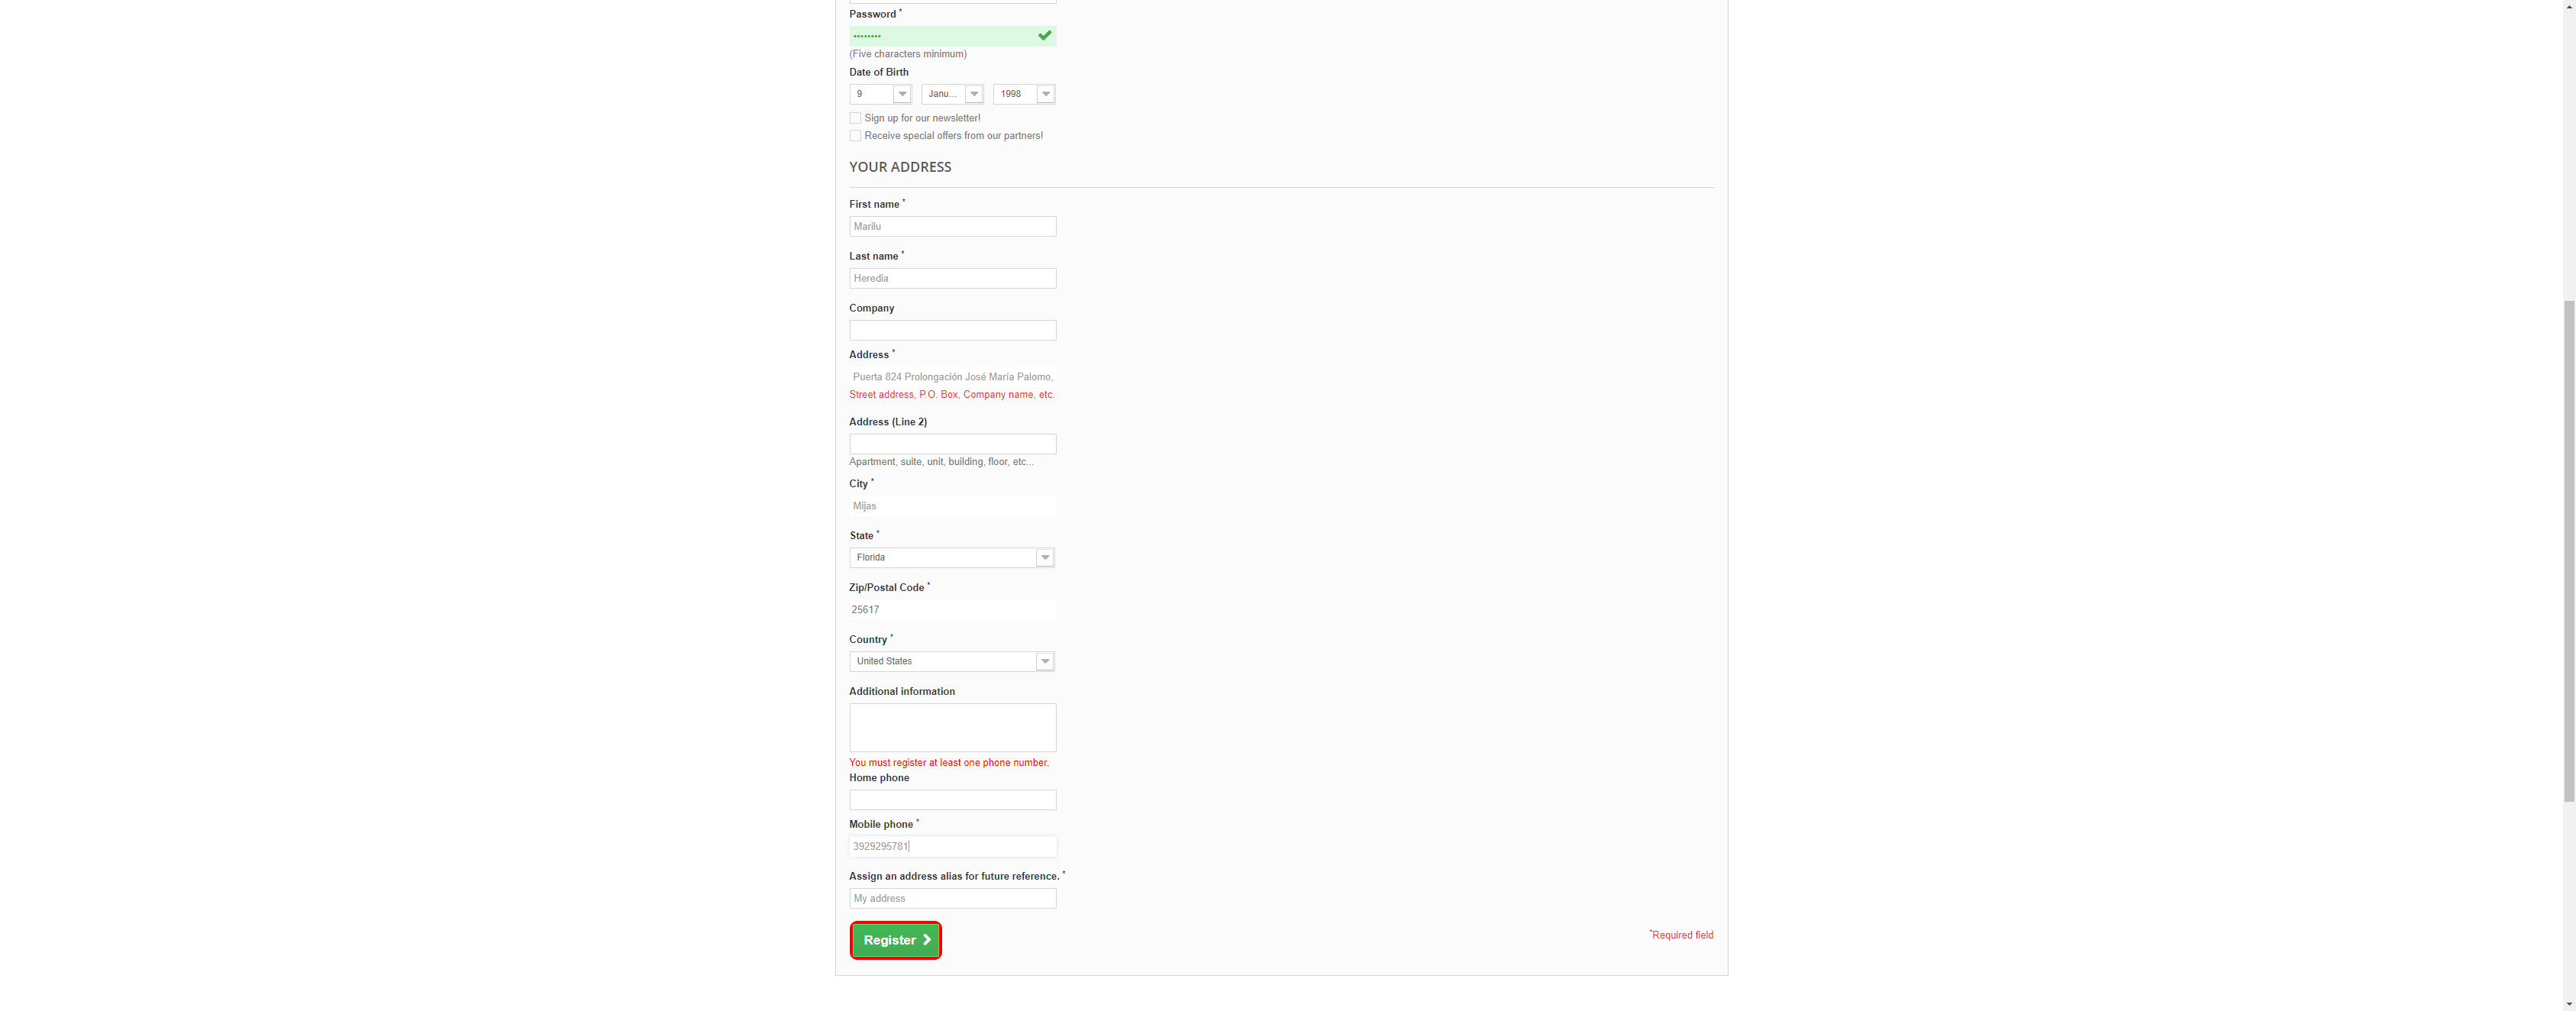 Password *
••••••••
(Five characters minimum)
Date of Birth
9 Janu... 1998
Sign up for our newsletter!
Receive special offers from our partners!
YOUR ADDRESS
First name *
Marilu
Last name *
Heredia
Company
Address *
Puerta 824 Prolongación José María Palomo,
Street address, P.O. Box, Company name, etc.
Address (Line 2)
Apartment, suite, unit, building, floor, etc...
City *
Mijas
State *
Florida
Zip/Postal Code *
25617
Country *
United States
Additional information
You must register at least one phone number.
Home phone
Mobile phone *
3929295781
Assign an address alias for future reference. *
My address
Register
*Required field